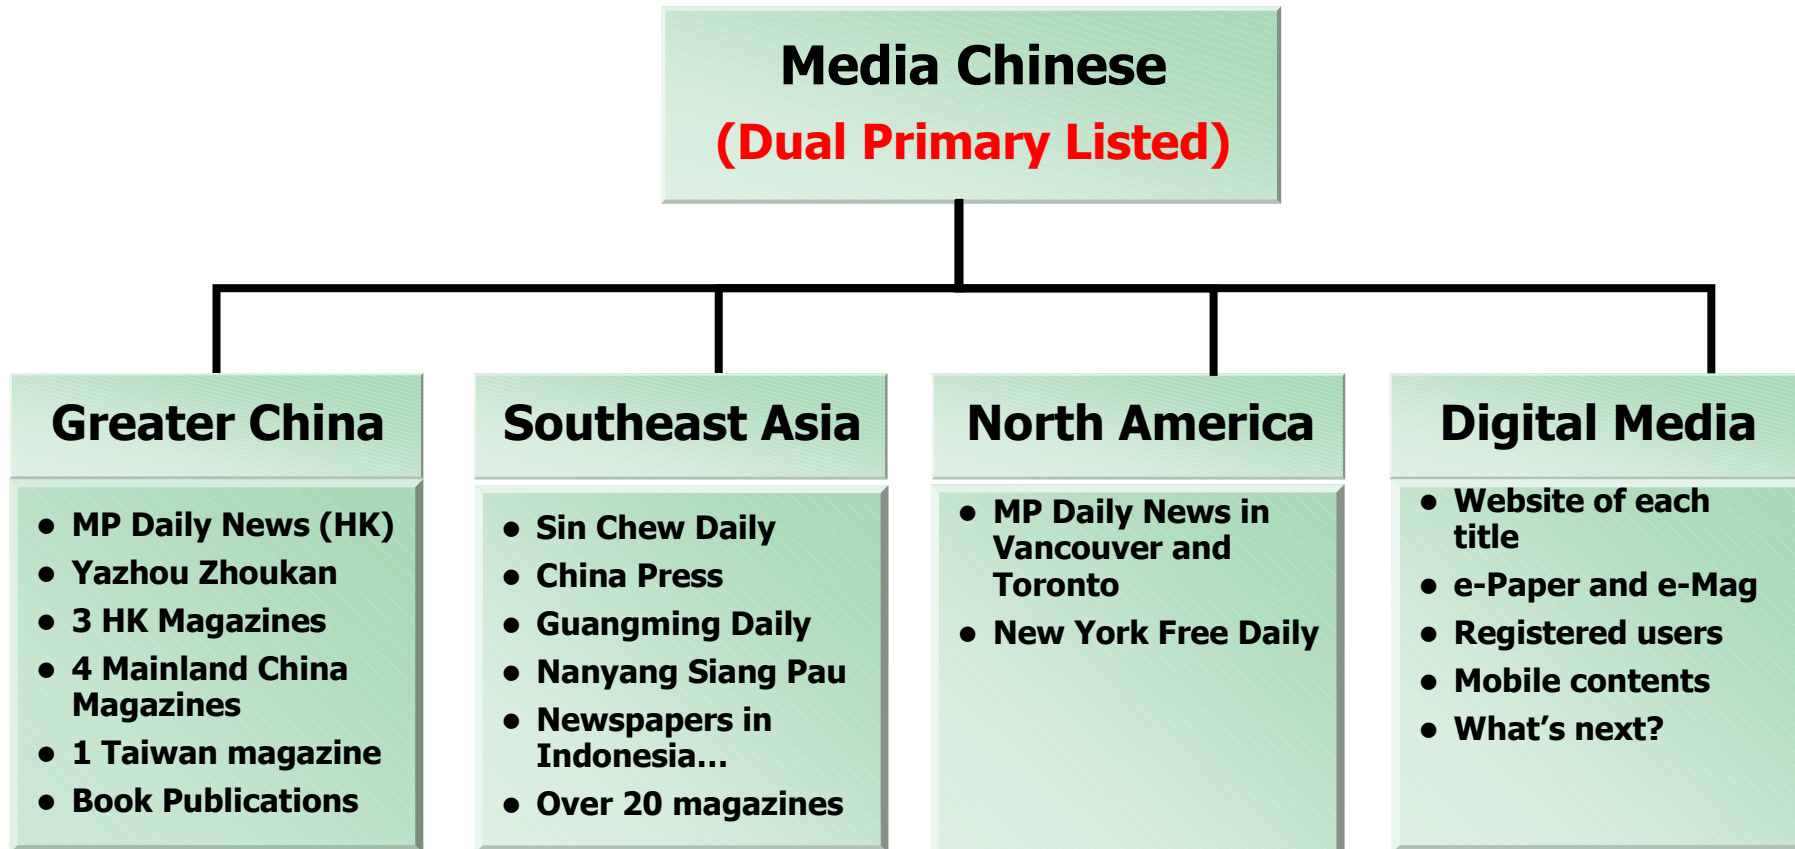 Media Chinese
(Dual Primary Listed)
Greater China
● MP Daily News (HK)
● Yazhou Zhoukan
● 3 HK Magazines
● 4 Mainland China
Magazines
● 1 Taiwan magazine
● Book Publications
Southeast Asia
● Sin Chew Daily
● China Press
● Guangming Daily
● Nanyang Siang Pau
● Newspapers in
Indonesia…
● Over 20 magazines
North America
● MP Daily News in
Vancouver and
Toronto
● New York Free Daily
Digital Media
● Website of each
title
● e-Paper and e-Mag
● Registered users
● Mobile contents
● What’s next?